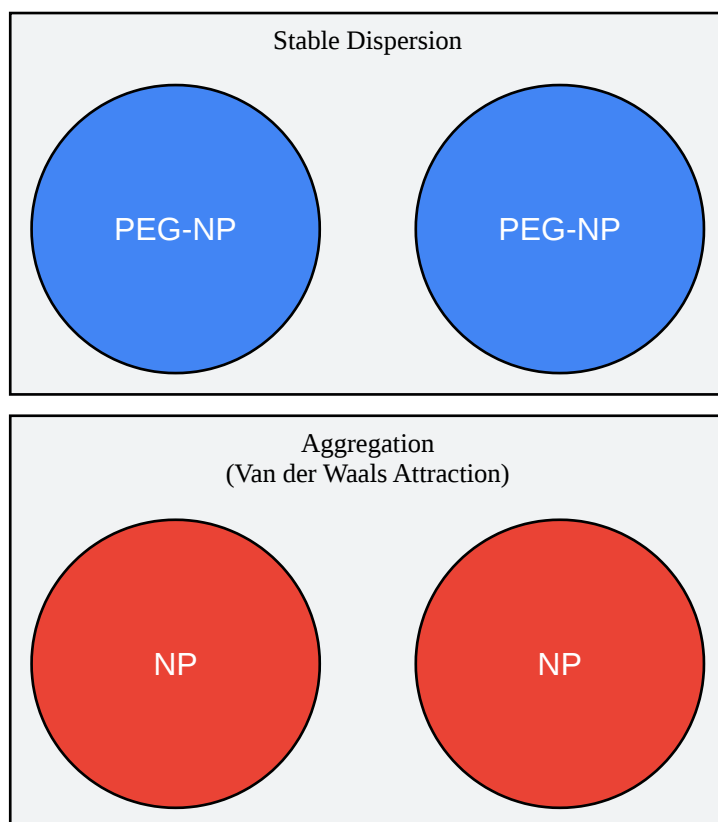 Stable Dispersion
PEG-NP PEG-NP
Aggregation
(Van der Waals Attraction)
NP NP